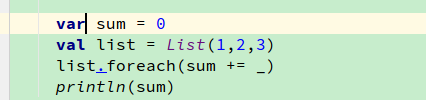 var sum = 0
val list = List(1,2,3)
list.foreach(sum += _)
println(sum)